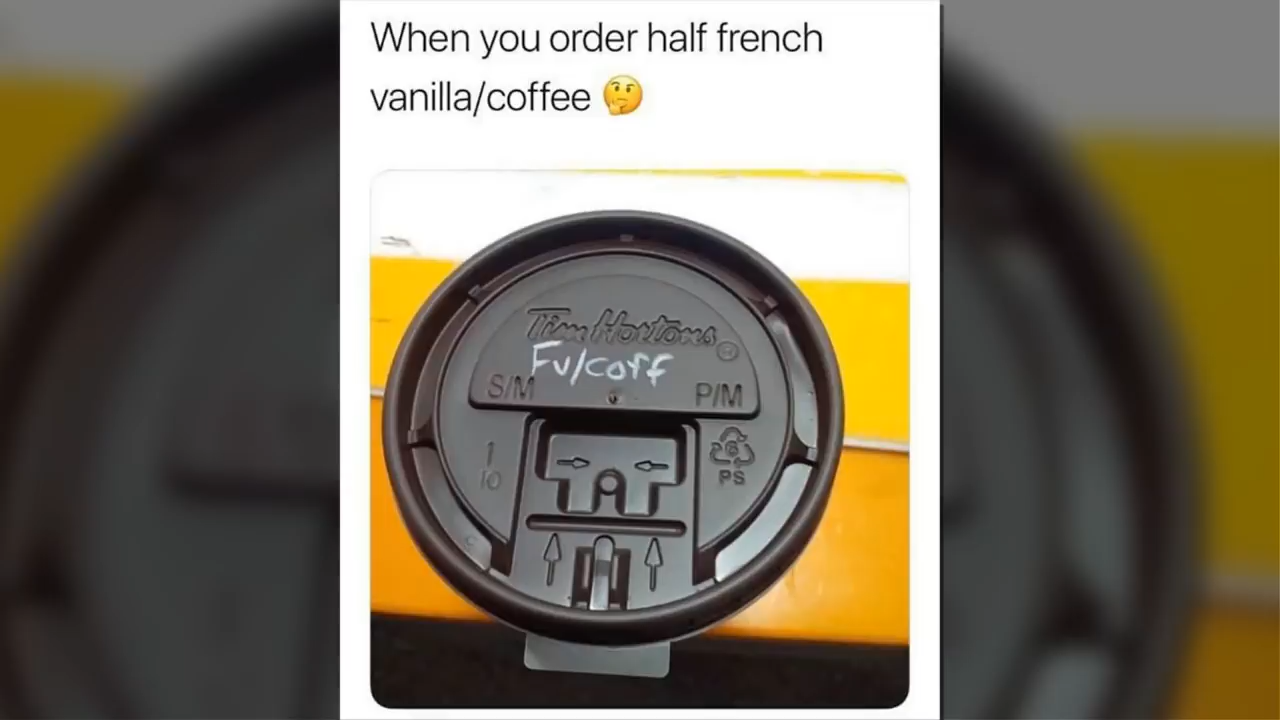 When you order half french
vanilla/coffee 🤔
Tim Hortons®
Fv/coff
S/M P/M
1
10
6
PS